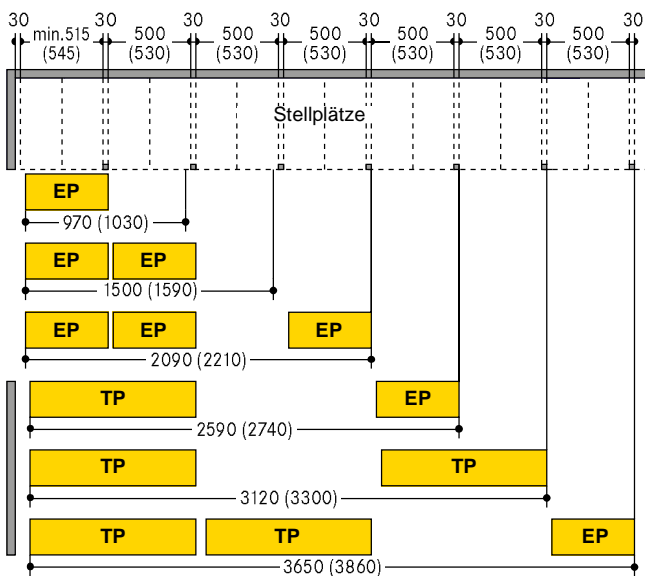 30 min.515 30 500 30 500 30 500 30 500 30 500 30 500 30
(545) (530) (530) (530) (530) (530) (530)
Stellplätze
EP
970 (1030)
EP EP
1500 (1590)
EP EP EP
2090 (2210)
TP EP
2590 (2740)
TP TP
3120 (3300)
TP TP EP
3650 (3860)